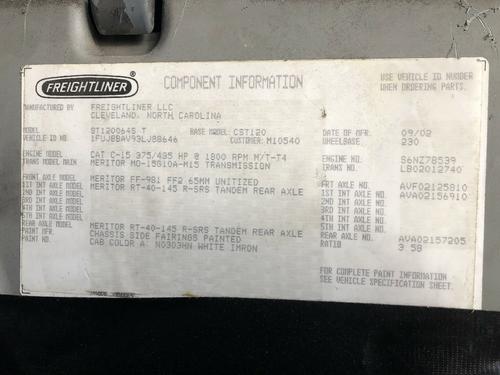 FREIGHTLINER ®
COMPONENT INFORMATION
USE VEHICLE ID NUMBER
WHEN ORDERING PARTS.
MANUFACTURED BY FREIGHTLINER LLC
CLEVELAND, NORTH CAROLINA
MODEL ST120064S T BASE MODEL CST120 MFR DATE 09/02
VEHICLE ID NO. 1FUJBBAV93LJ88646 CUSTOMER: M10540 WHEELBASE 230
ENGINE MODEL CAT C-15 375/435 HP @ 1800 RPM M/T-T4 ENGINE NO. S6NZ78539
TRANS MODEL MAIN MERITOR MO-15G10A-M15 TRANSMISSION TRANS NO. LB02012740
FRONT AXLE MODEL MERITOR FF-981 FF2 65MM UNITIZED FRT AXLE NO. AVF02125810
1ST INT AXLE MODEL MERITOR RT-40-145 R-SRS TANDEM REAR AXLE 1ST INT AXLE NO. AVA02156910
2ND INT AXLE MODEL 2ND INT AXLE NO.
3RD INT AXLE MODEL 3RD INT AXLE NO.
4TH INT AXLE MODEL 4TH INT AXLE NO.
5TH INT AXLE MODEL 5TH INT AXLE NO.
REAR AXLE MODEL MERITOR RT-40-145 R-SRS TANDEM REAR AXLE REAR AXLE NO. AVA02157205
PAINT MFR. CHASSIS SIDE FAIRINGS PAINTED RATIO 3 58
PAINT NO. CAB COLOR A: N0303HN WHITE IMRON
FOR COMPLETE PAINT INFORMATION
SEE VEHICLE SPECIFICATION SHEET.